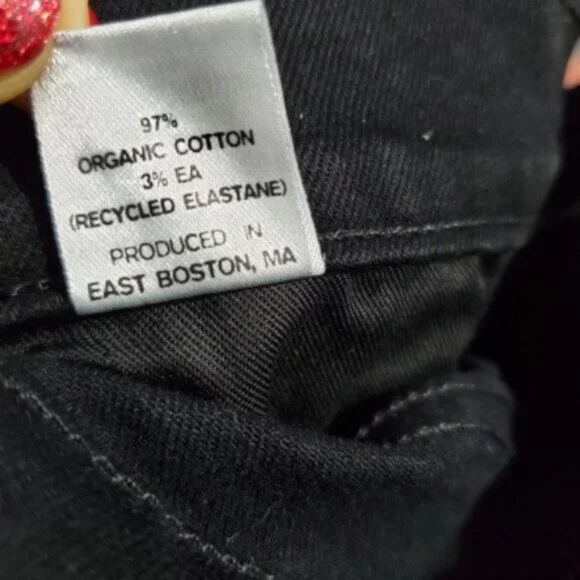 97%
ORGANIC COTTON
3% EA
(RECYCLED ELASTANE)
PRODUCED IN
EAST BOSTON, MA